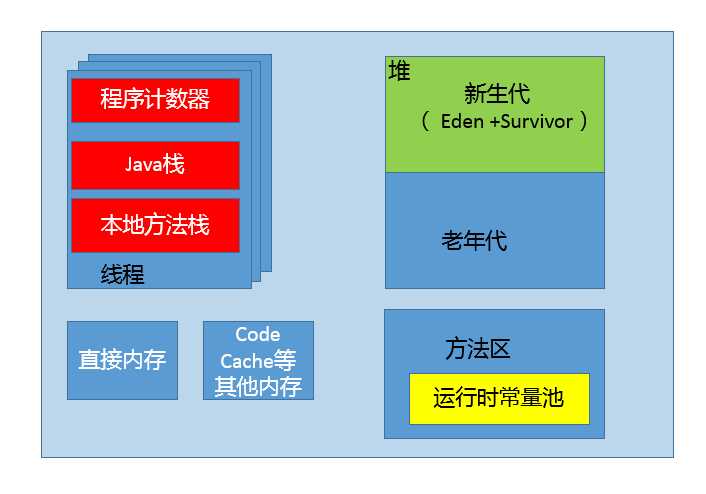 程序计数器
Java栈
本地方法栈
线程
堆
新生代
( Eden +Survivor )
老年代
直接内存
Code
Cache等
其他内存
方法区
运行时常量池